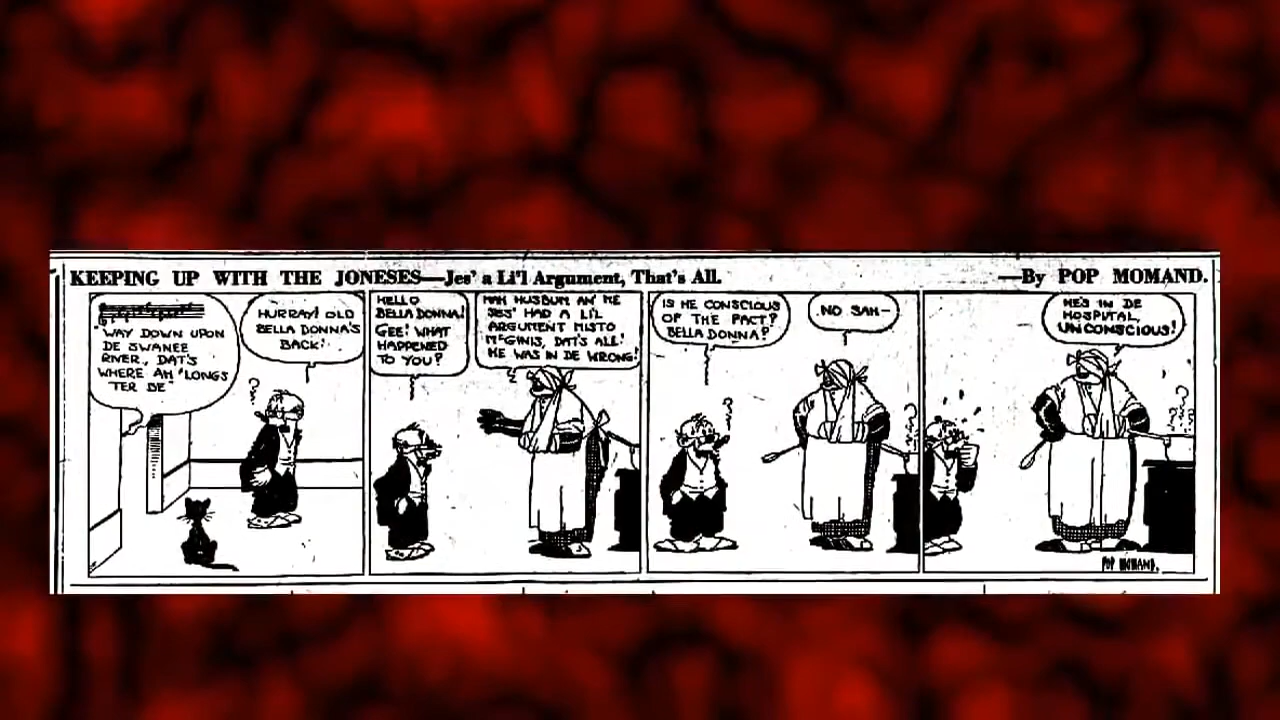 KEEPING UP WITH THE JONESES—Jes' a Li'l Argument, That's All.
—By POP MOMAND.
"WAY DOWN UPON
DE SWANEE
RIVER, DAT'S
WHERE AH 'LONGS
TER BE"
HURRAY! OLD
BELLA DONNA'S
BACK!
HELLO
BELLA DONNA!
GEE! WHAT
HAPPENED
TO YOU?
MAH HUSBUN AN' ME
JES' HAD A LI'L
ARGUMENT MISTO
McGINIS, DAT'S ALL!
HE WAS IN DE WRONG!
IS HE CONSCIOUS
OF THE FACT?
BELLA DONNA?
NO SAH—
HE'S IN DE
HOSPITAL,
UNCONSCIOUS!
POP MOMAND.